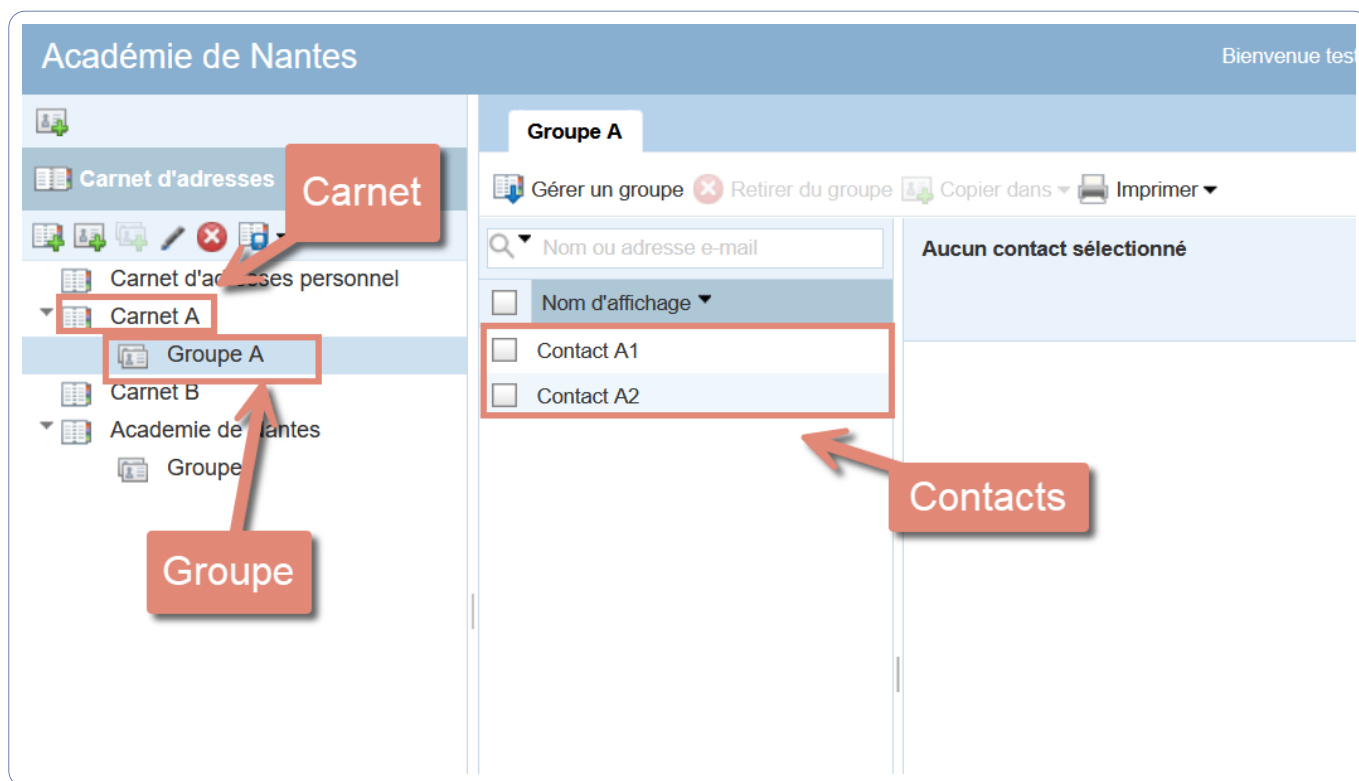 Académie de Nantes
Bienvenue test
Groupe A
Carnet d'adresses
Carnet
Gérer un groupe Retirer du groupe Copier dans Imprimer
Nom ou adresse e-mail
Aucun contact sélectionné
Carnet d'adresses personnel
Nom d'affichage
Carnet A
Contact A1
Groupe A
Carnet B
Contact A2
Academie de Nantes
Groupe
Contacts
Groupe